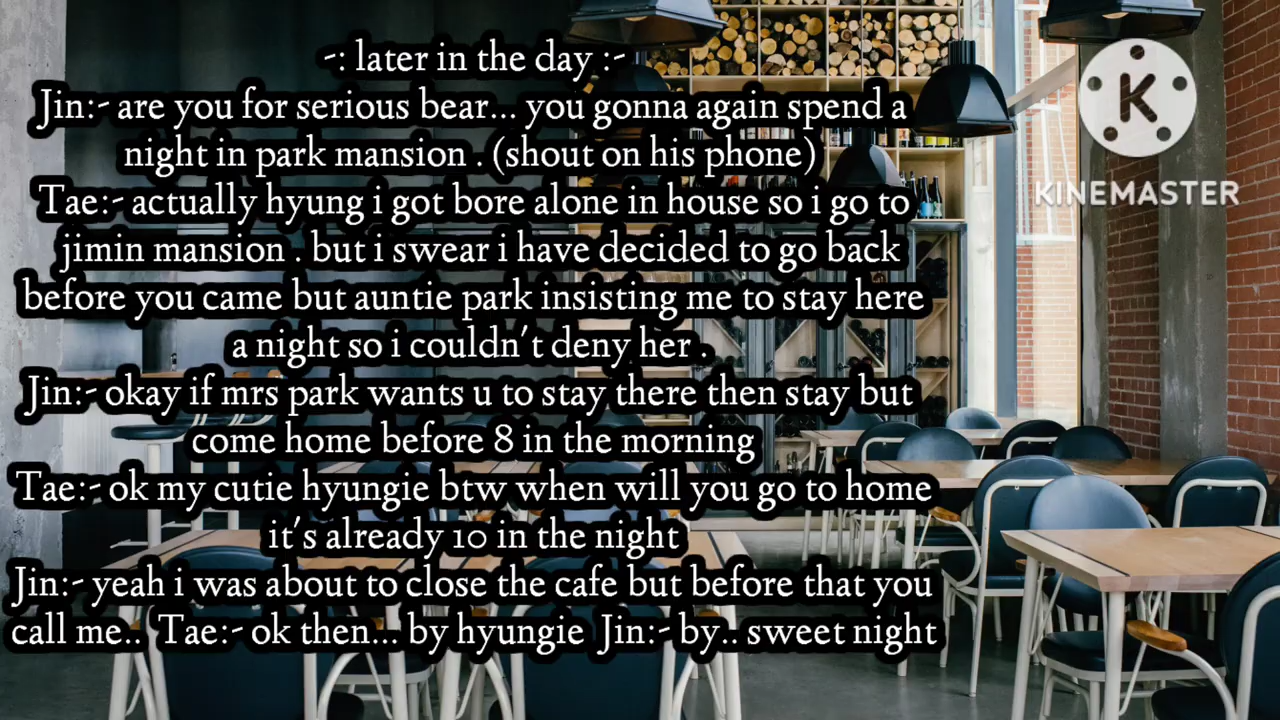 -: later in the day :-
Jin:- are you for serious bear... you gonna again spend a
night in park mansion . (shout on his phone)
Tae:- actually hyung i got bore alone in house so i go to
jimin mansion . but i swear i have decided to go back
before you came but auntie park insisting me to stay here
a night so i couldn't deny her .
Jin:- okay if mrs park wants u to stay there then stay but
come home before 8 in the morning
Tae:- ok my cutie hyungie btw when will you go to home
it's already 10 in the night
Jin:- yeah i was about to close the cafe but before that you
call me.. Tae:- ok then... by hyungie Jin:- by.. sweet night
K
KINEMASTER